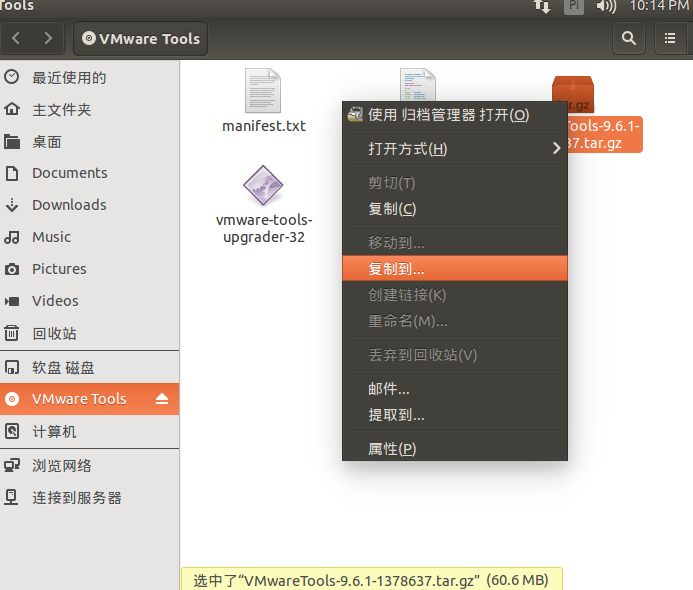 Tools
Pi
10:14 PM
VMware Tools
最近使用的
主文件夹
桌面
Documents
Downloads
Music
Pictures
Videos
回收站
软盘 磁盘
VMware Tools
计算机
浏览网络
连接到服务器
manifest.txt
vmware-tools-
upgrader-32
tar.gz
Tools-9.6.1-
37.tar.gz
使用 归档管理器 打开(O)
打开方式(H)
剪切(T)
复制(C)
移动到...
复制到...
创建链接(K)
重命名(M)...
丢弃到回收站(V)
邮件...
提取到...
属性(P)
选中了“VMwareTools-9.6.1-1378637.tar.gz” (60.6 MB)